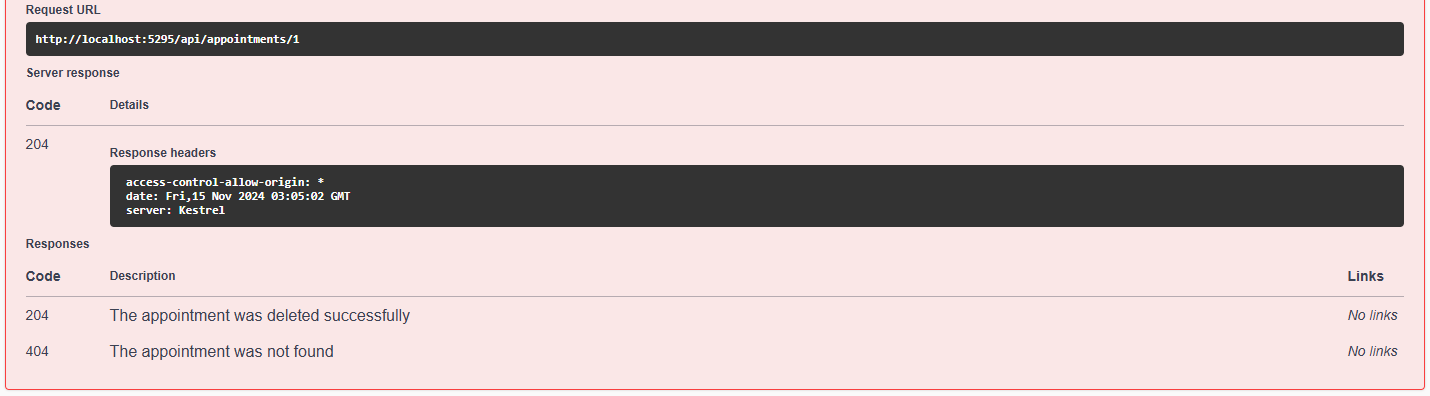 Request URL
http://localhost:5295/api/appointments/1
Server response
Code Details
204
Response headers
access-control-allow-origin: *
date: Fri,15 Nov 2024 03:05:02 GMT
server: Kestrel
Responses
Code Description Links
204 The appointment was deleted successfully No links
404 The appointment was not found No links